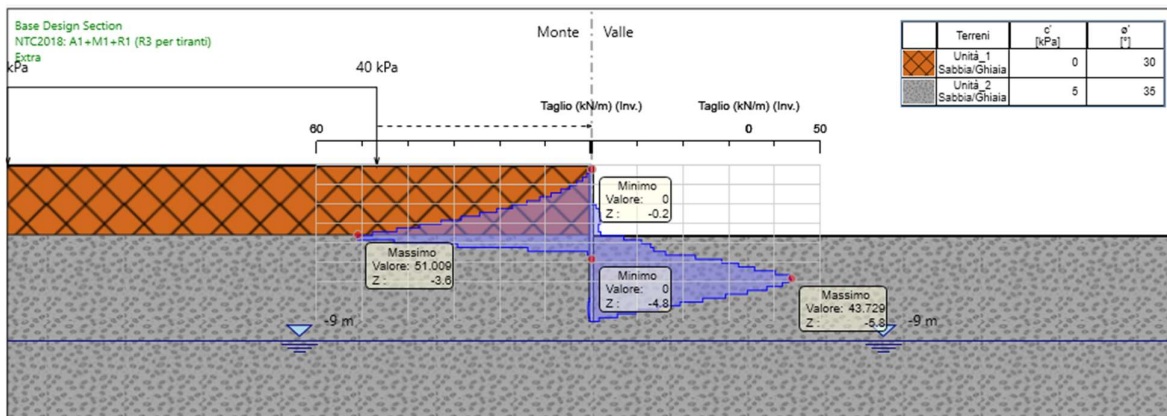 Base Design Section
NTC2018: A1+M1+R1 (R3 per tiranti)
Extra
kPa
40 kPa
Monte
Valle
Terreni c' [kPa] ø' [°]
Unità_1 Sabbia/Ghiaia 0 30
Unità_2 Sabbia/Ghiaia 5 35
Taglio (kN/m) (Inv.)
Taglio (kN/m) (Inv.)
60
0
50
Minimo
Valore: 0
Z : -0.2
Massimo
Valore: 51.009
Z : -3.6
Minimo
Valore: 0
Z : -4.8
Massimo
Valore: 43.729
Z : -5.8
-9 m
-9 m